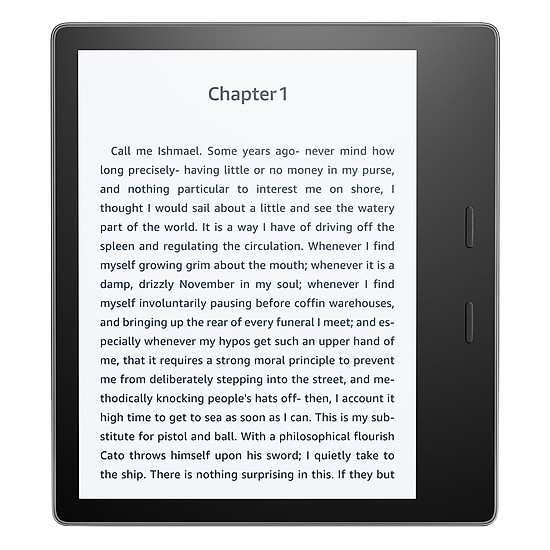 Chapter 1
Call me Ishmael. Some years ago- never mind how
long precisely- having little or no money in my purse,
and nothing particular to interest me on shore, I
thought I would sail about a little and see the watery
part of the world. It is a way I have of driving off the
spleen and regulating the circulation. Whenever I find
myself growing grim about the mouth; whenever it is a
damp, drizzly November in my soul; whenever I find
myself involuntarily pausing before coffin warehouses,
and bringing up the rear of every funeral I meet; and es-
pecially whenever my hypos get such an upper hand of
me, that it requires a strong moral principle to prevent
me from deliberately stepping into the street, and me-
thodically knocking people's hats off- then, I account it
high time to get to sea as soon as I can. This is my sub-
stitute for pistol and ball. With a philosophical flourish
Cato throws himself upon his sword; I quietly take to
the ship. There is nothing surprising in this. If they but